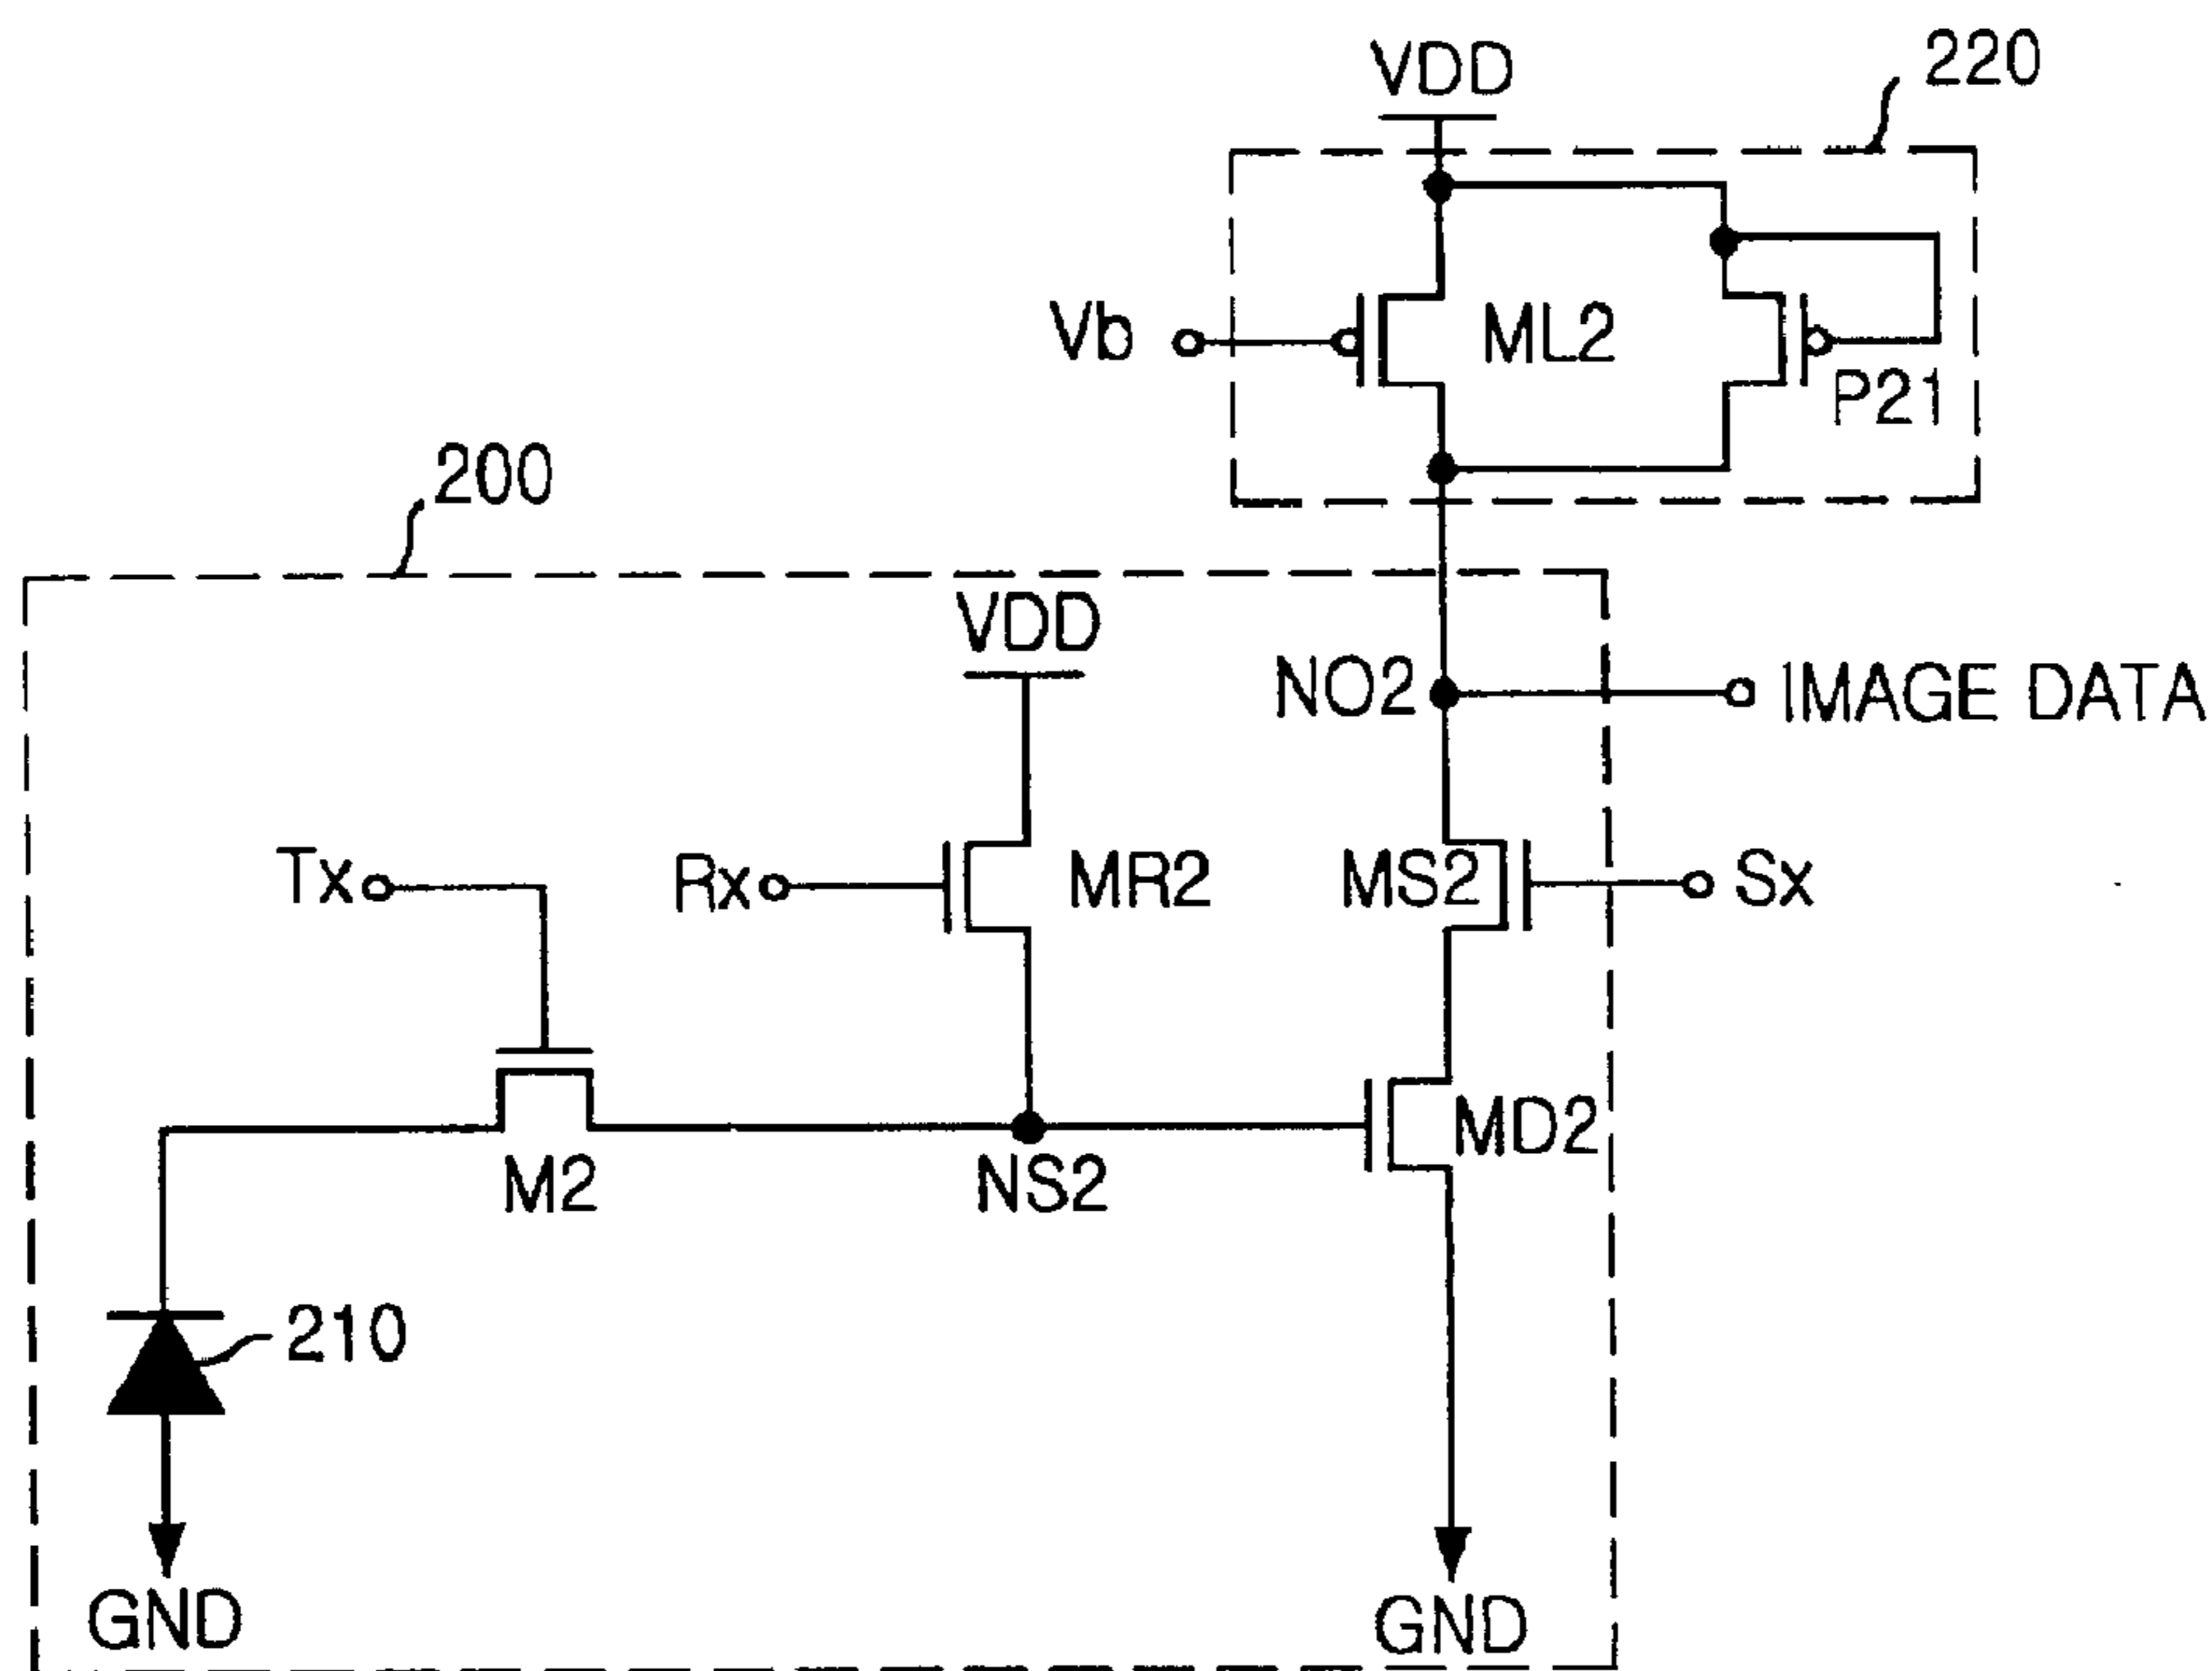 VDD
220
Vb
ML2
P21
200
VDD
NO2
IMAGE DATA
Tx
Rx
MR2
MS2
Sx
M2
NS2
MD2
210
GND
GND